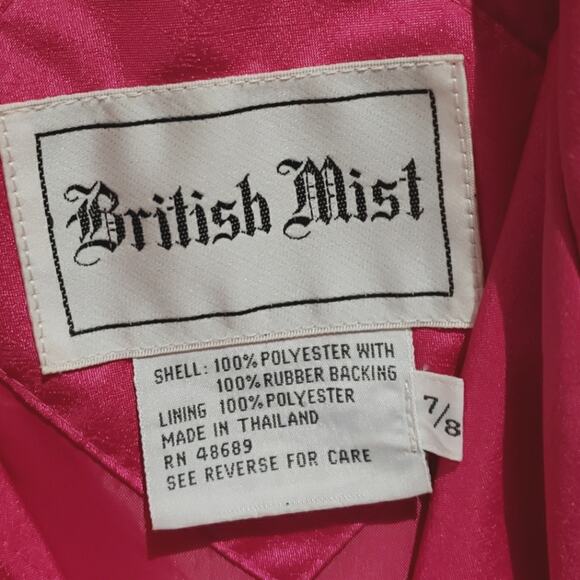 British Mist
SHELL: 100% POLYESTER WITH
100% RUBBER BACKING
LINING 100% POLYESTER
MADE IN THAILAND
RN 48689
SEE REVERSE FOR CARE
7/8